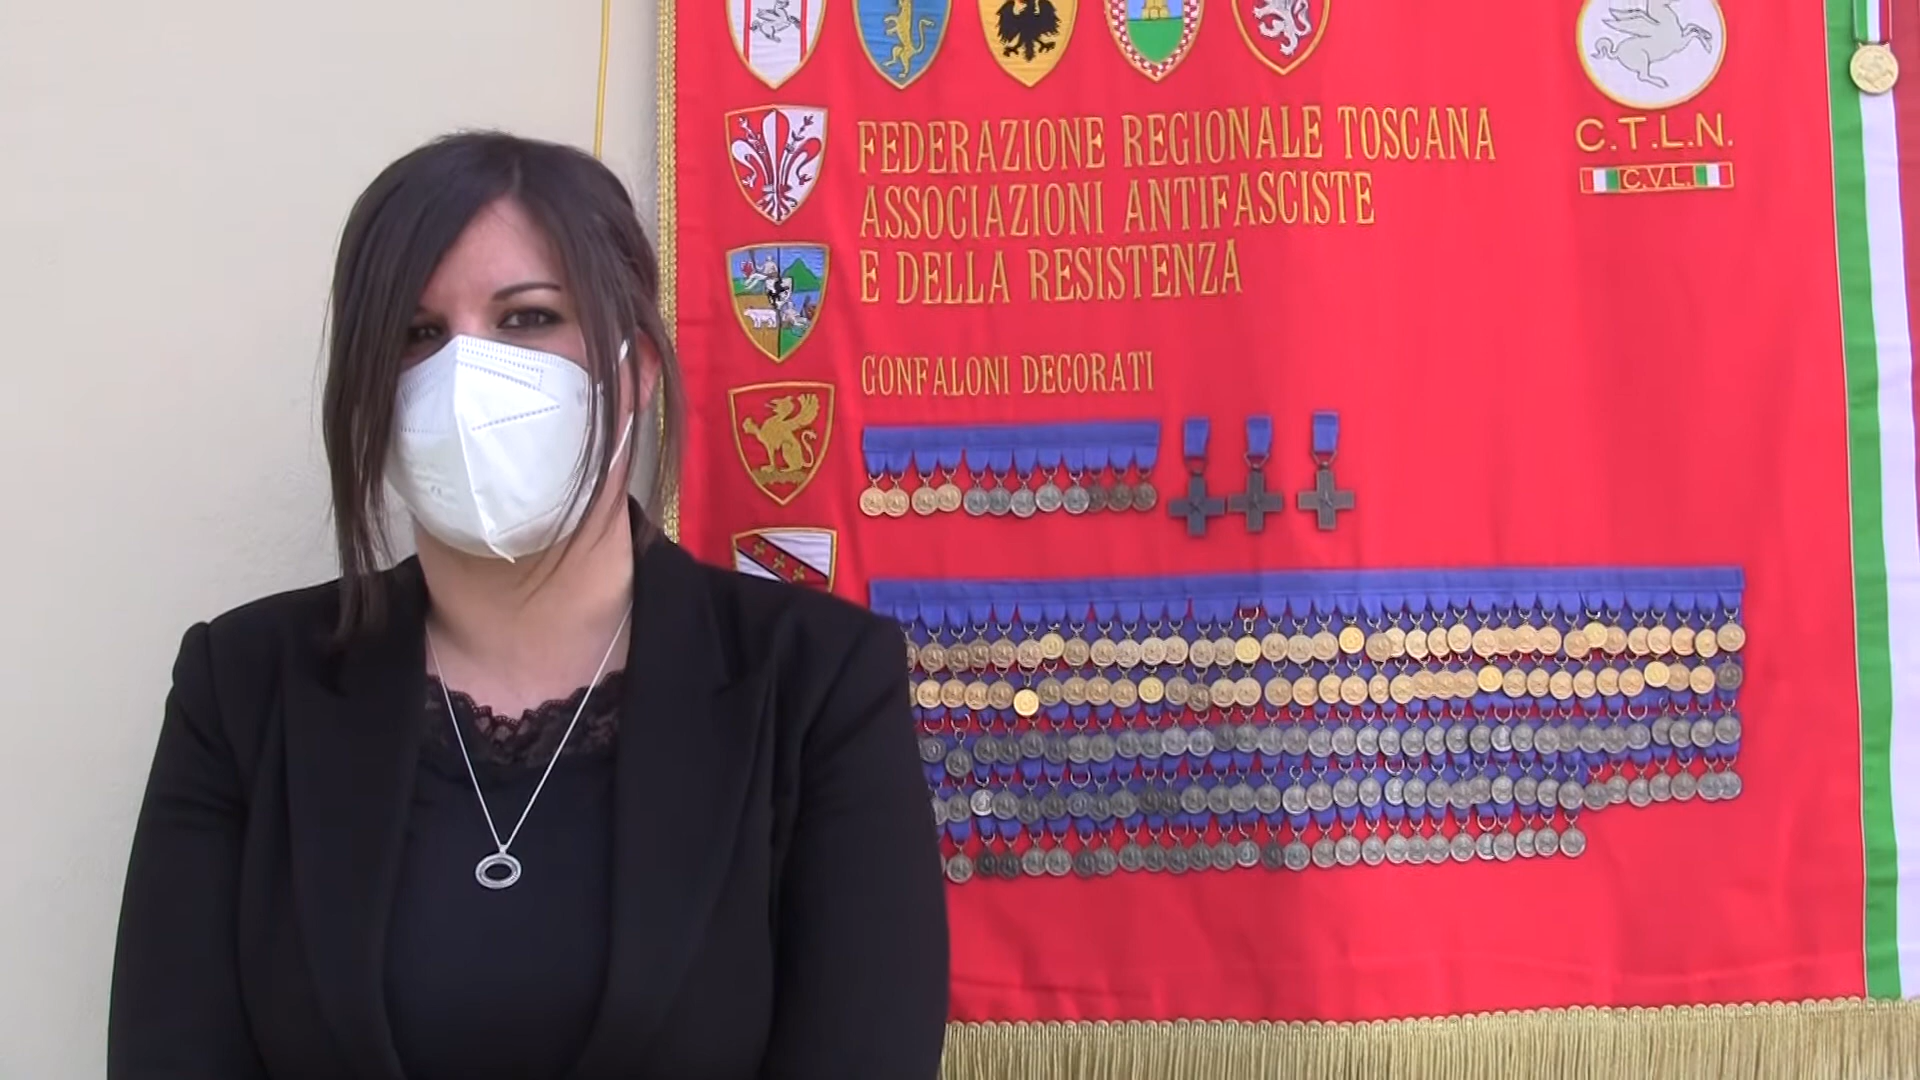 FEDERAZIONE REGIONALE TOSCANA
ASSOCIAZIONI ANTIFASCISTE
E DELLA RESISTENZA
GONFALONI DECORATI
C.T.L.N.
C.V.L.